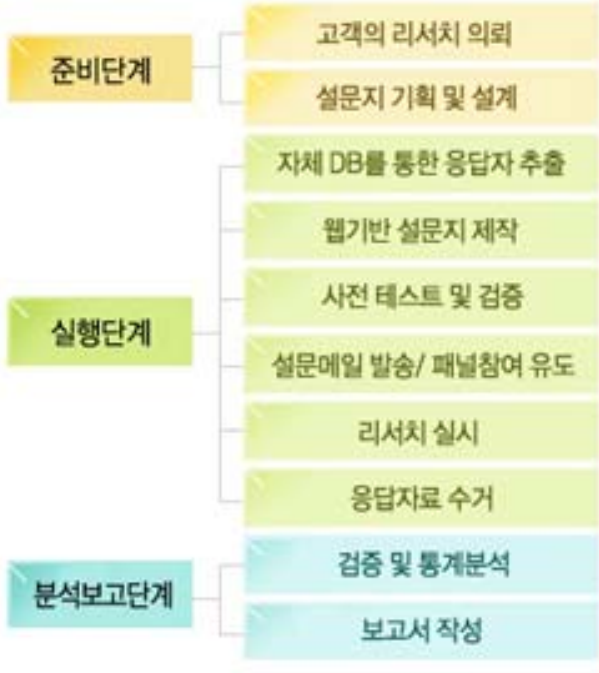 준비단계
고객의 리서치 의뢰
설문지 기획 및 설계
실행단계
자체 DB를 통한 응답자 추출
웹기반 설문지 제작
사전 테스트 및 검증
설문메일 발송/ 패널참여 유도
리서치 실시
응답자료 수거
분석보고단계
검증 및 통계분석
보고서 작성